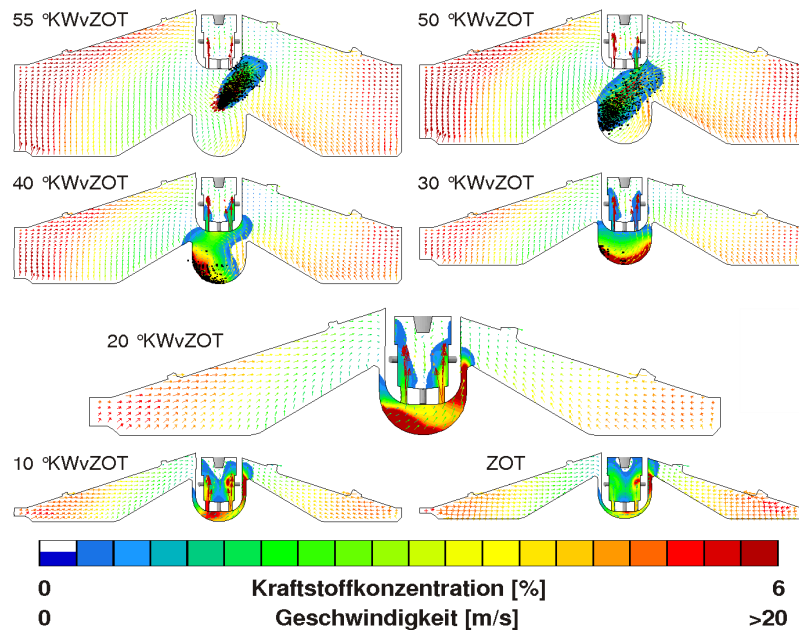 55 °KWvZOT
50 °KWvZOT
40 °KWvZOT
30 °KWvZOT
20 °KWvZOT
10 °KWvZOT
ZOT
0 Kraftstoffkonzentration [%] 6
0 Geschwindigkeit [m/s] >20